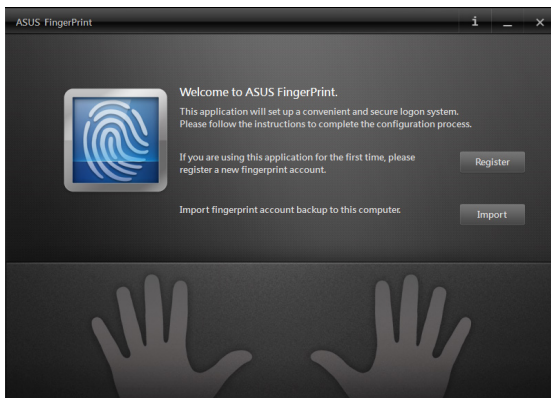 ASUS FingerPrint
i
Welcome to ASUS FingerPrint.
This application will set up a convenient and secure logon system.
Please follow the instructions to complete the configuration process.
If you are using this application for the first time, please
register a new fingerprint account.
Register
Import fingerprint account backup to this computer.
Import